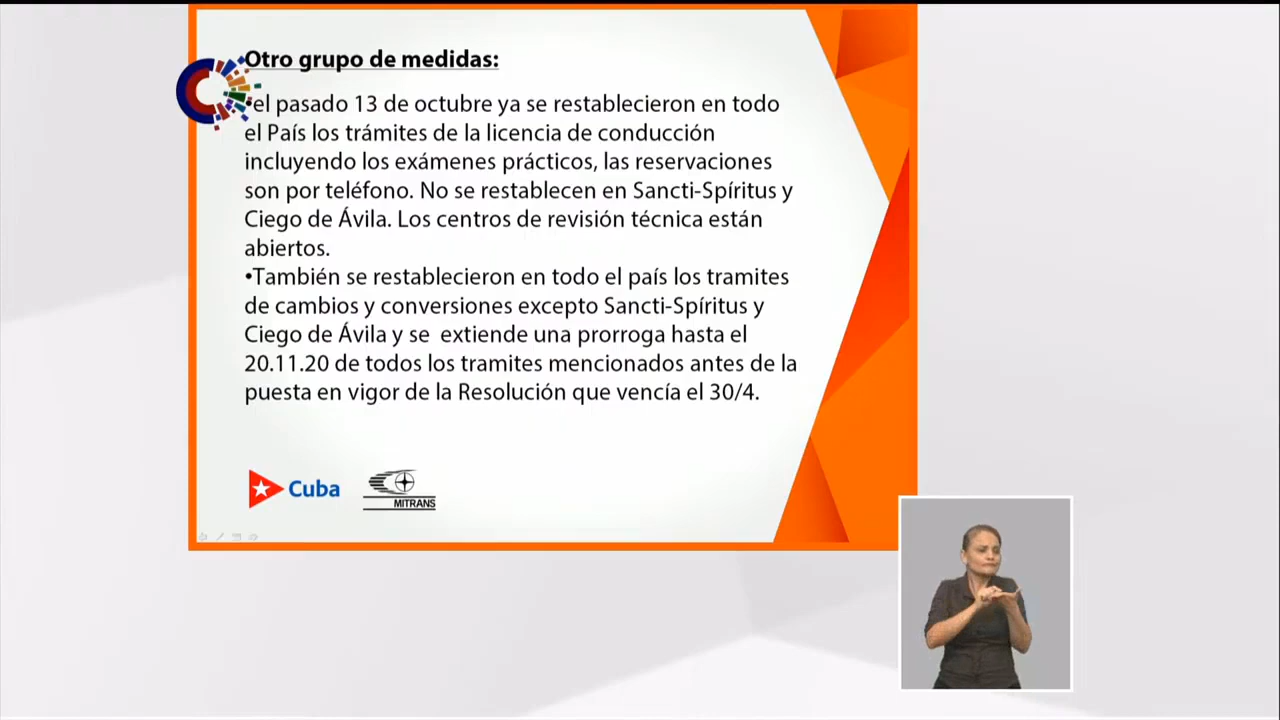 Otro grupo de medidas:
•el pasado 13 de octubre ya se restablecieron en todo
el País los trámites de la licencia de conducción
incluyendo los exámenes prácticos, las reservaciones
son por teléfono. No se restablecen en Sancti-Spíritus y
Ciego de Ávila. Los centros de revisión técnica están
abiertos.
•También se restablecieron en todo el país los tramites
de cambios y conversiones excepto Sancti-Spíritus y
Ciego de Ávila y se extiende una prorroga hasta el
20.11.20 de todos los tramites mencionados antes de la
puesta en vigor de la Resolución que vencía el 30/4.
Cuba
MITRANS